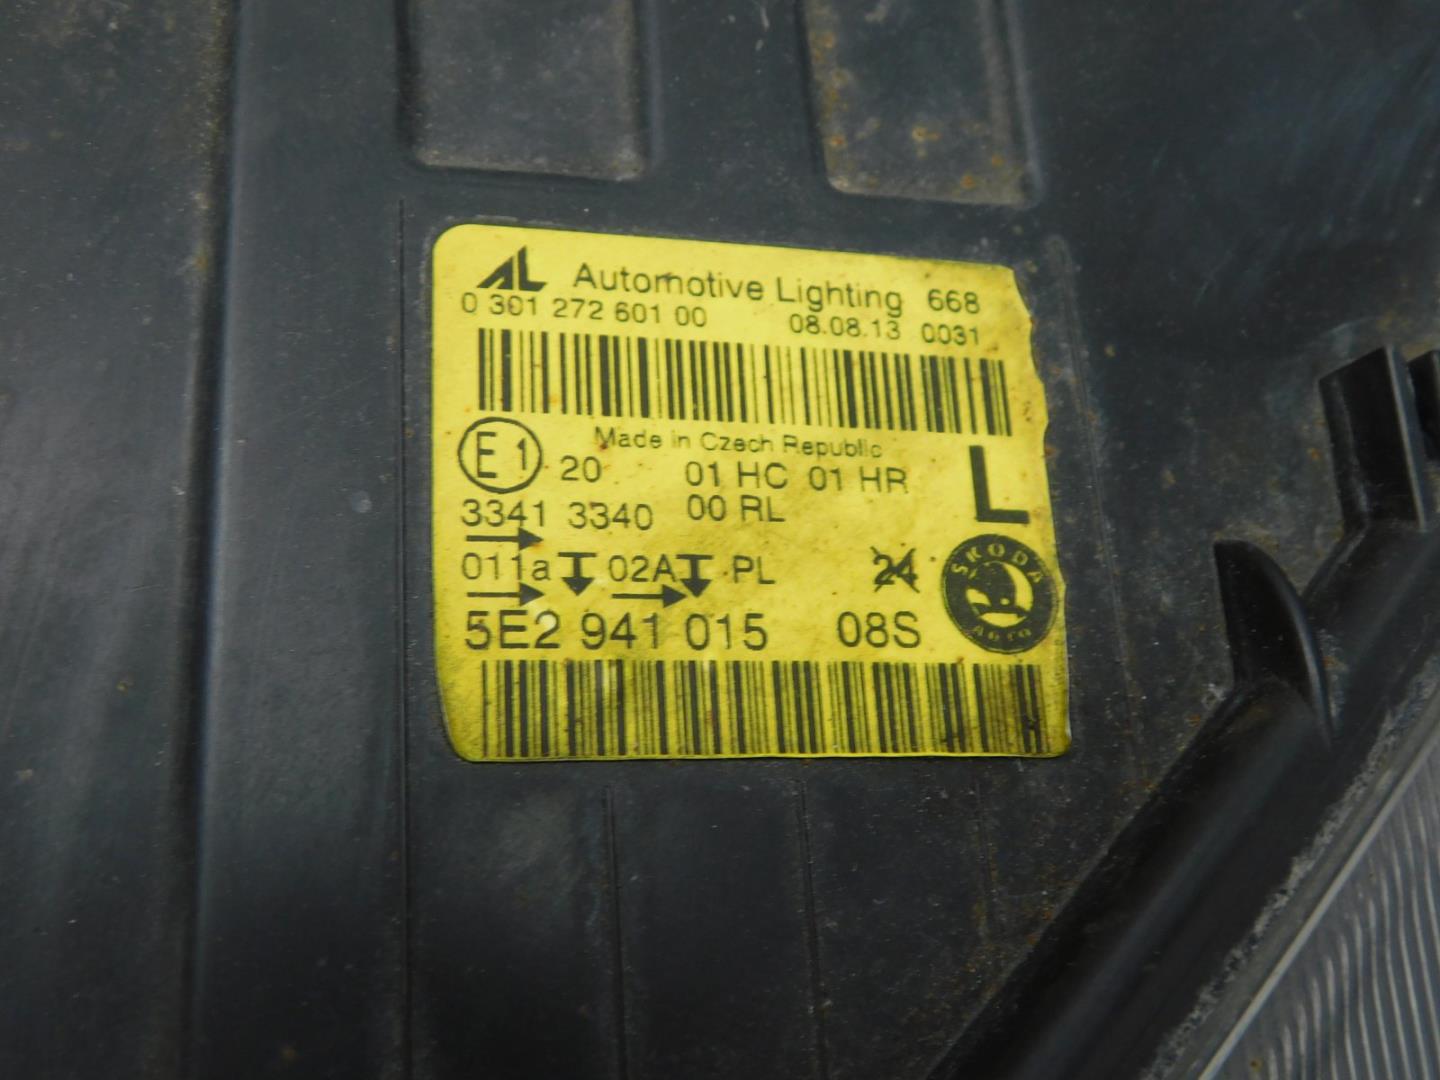 AL Automotive Lighting 668
0 301 272 601 00 08.08.13 0031
Made in Czech Republic
E1 20 01 HC 01 HR L
3341 3340 00 RL
011a 02A PL 24
5E2 941 015 08S
SKODA
AUTO